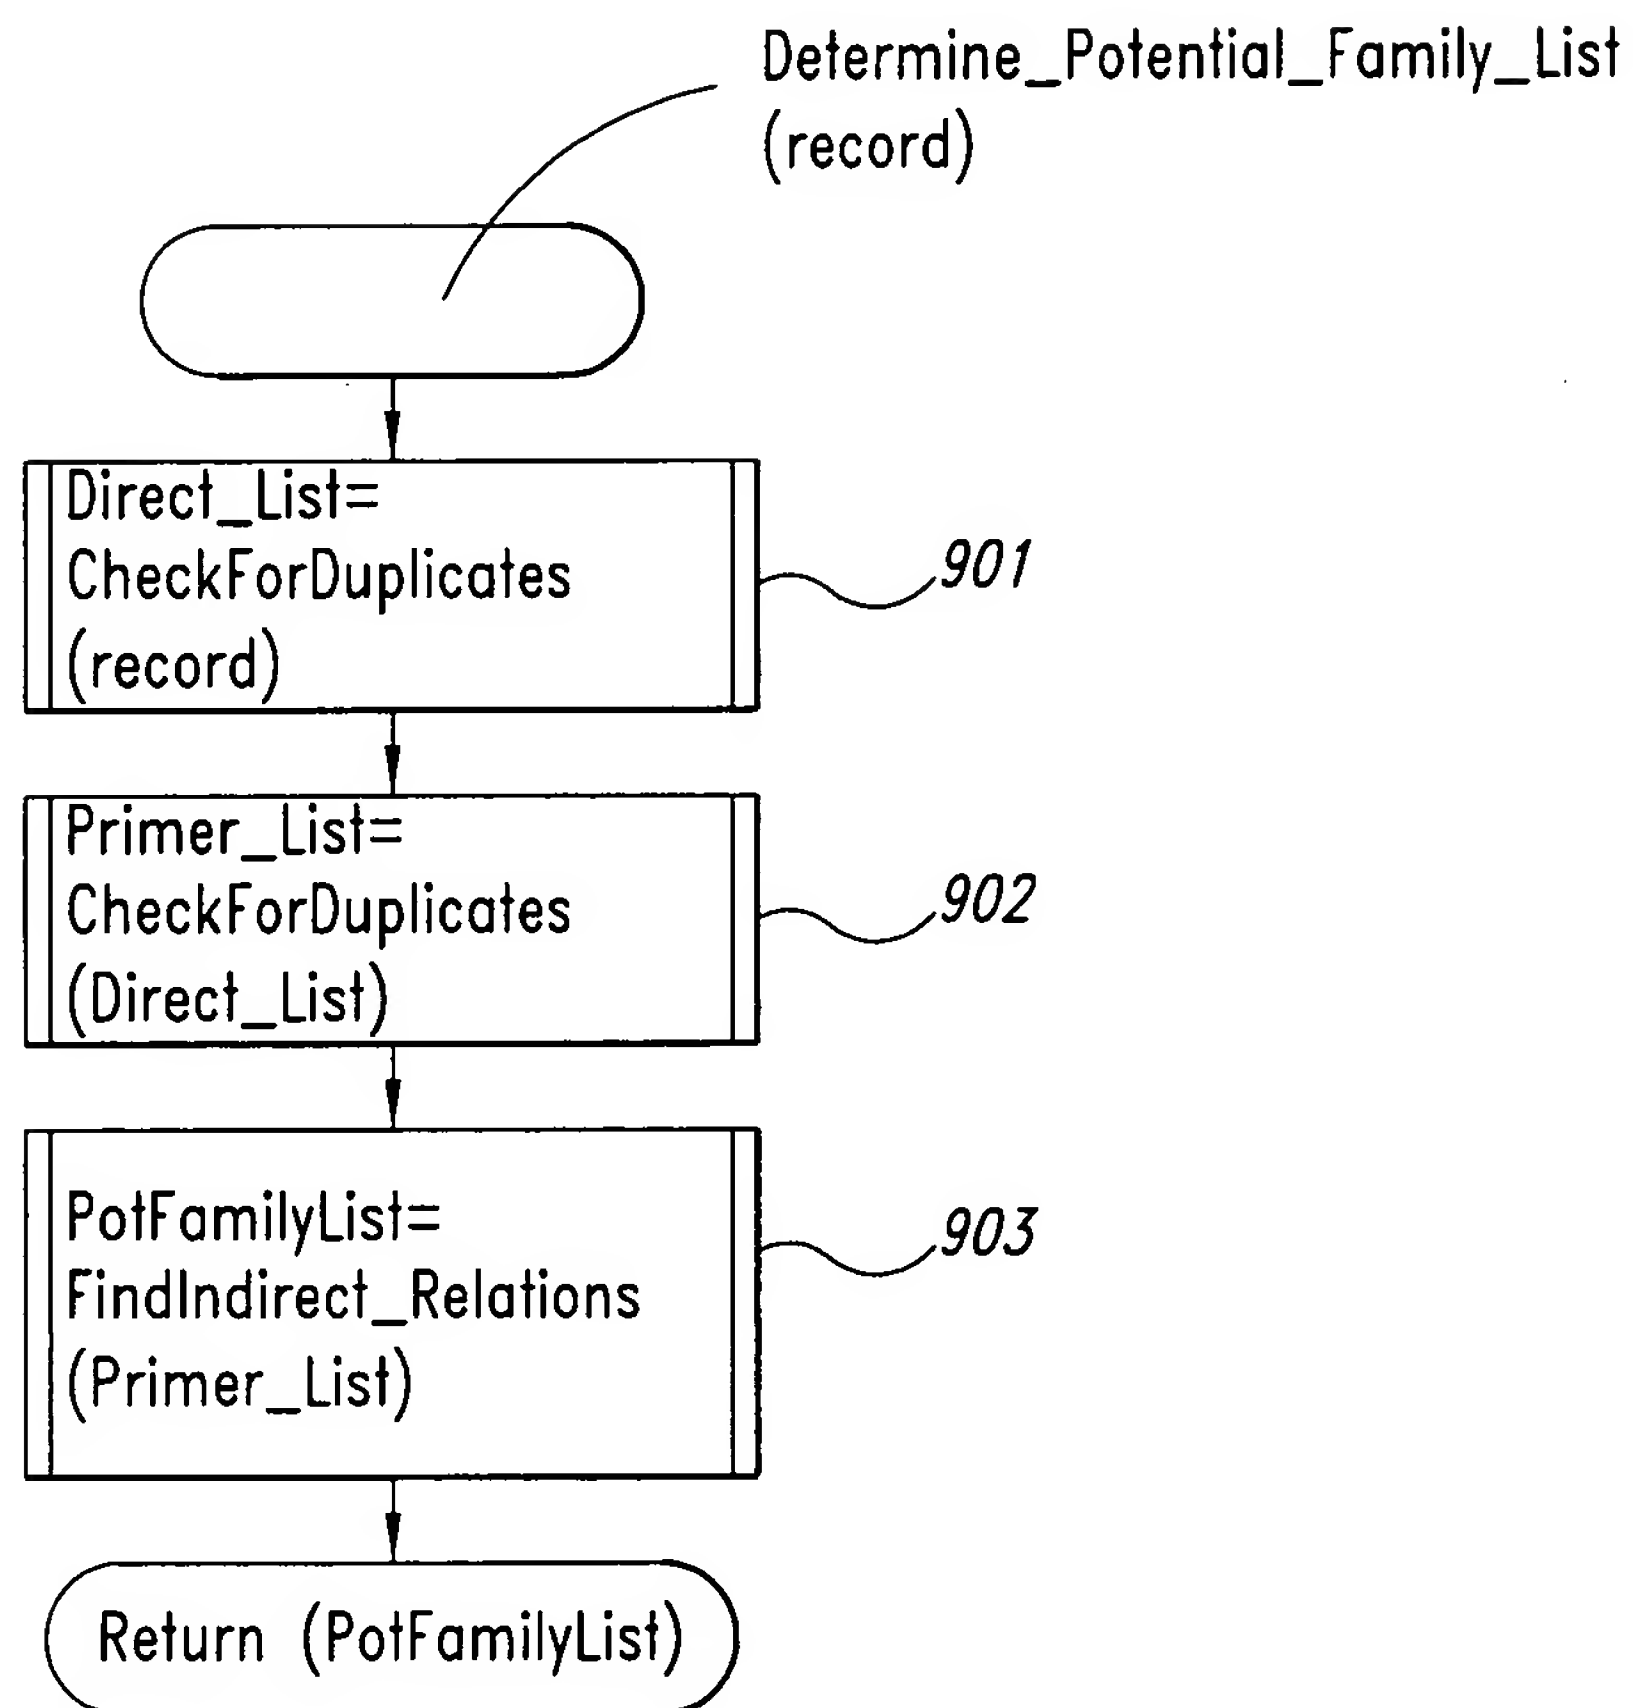 Determine_Potential_Family_List
(record)
Direct_List=
CheckForDuplicates
(record)
901
Primer_List=
CheckForDuplicates
(Direct_List)
902
PotFamilyList=
FindIndirect_Relations
(Primer_List)
903
Return (PotFamilyList)